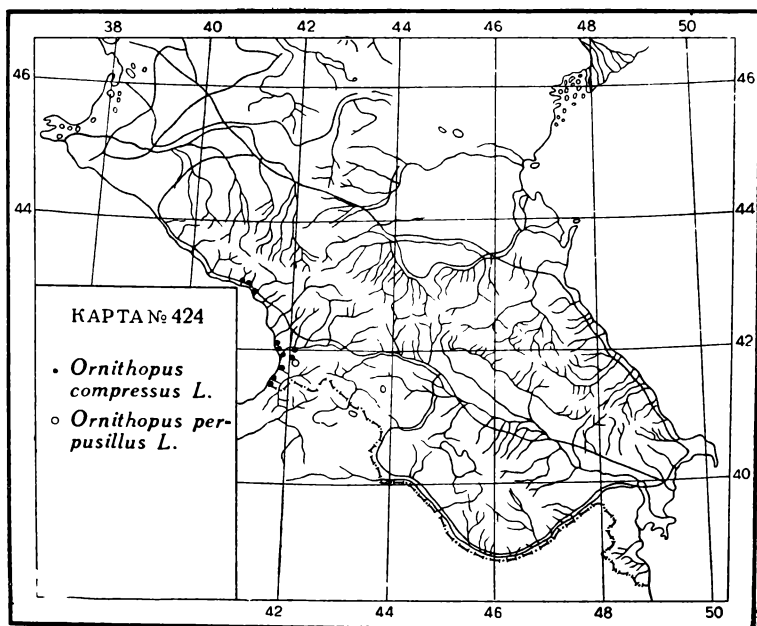 38 40 42 44 46 48 50
46 46
44 44
КАРТА № 424
42
• Ornithopus
compressus L.
○ Ornithopus per-
pusillus L.
40
42 44 46 48 50